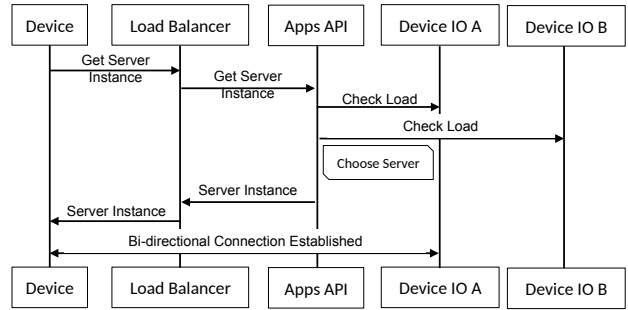 Device
Load Balancer
Apps API
Device IO A
Device IO B
Get Server
Instance
Get Server
Instance
Check Load
Check Load
Choose Server
Server Instance
Server Instance
Bi-directional Connection Established
Device
Load Balancer
Apps API
Device IO A
Device IO B